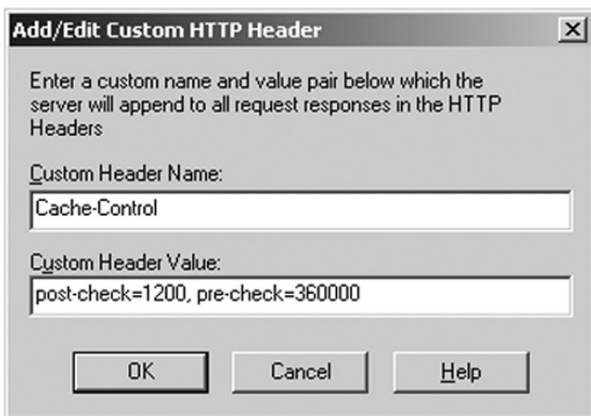 Add/Edit Custom HTTP Header
Enter a custom name and value pair below which the
server will append to all request responses in the HTTP
Headers
Custom Header Name:
Cache-Control
Custom Header Value:
post-check=1200, pre-check=360000
OK
Cancel
Help